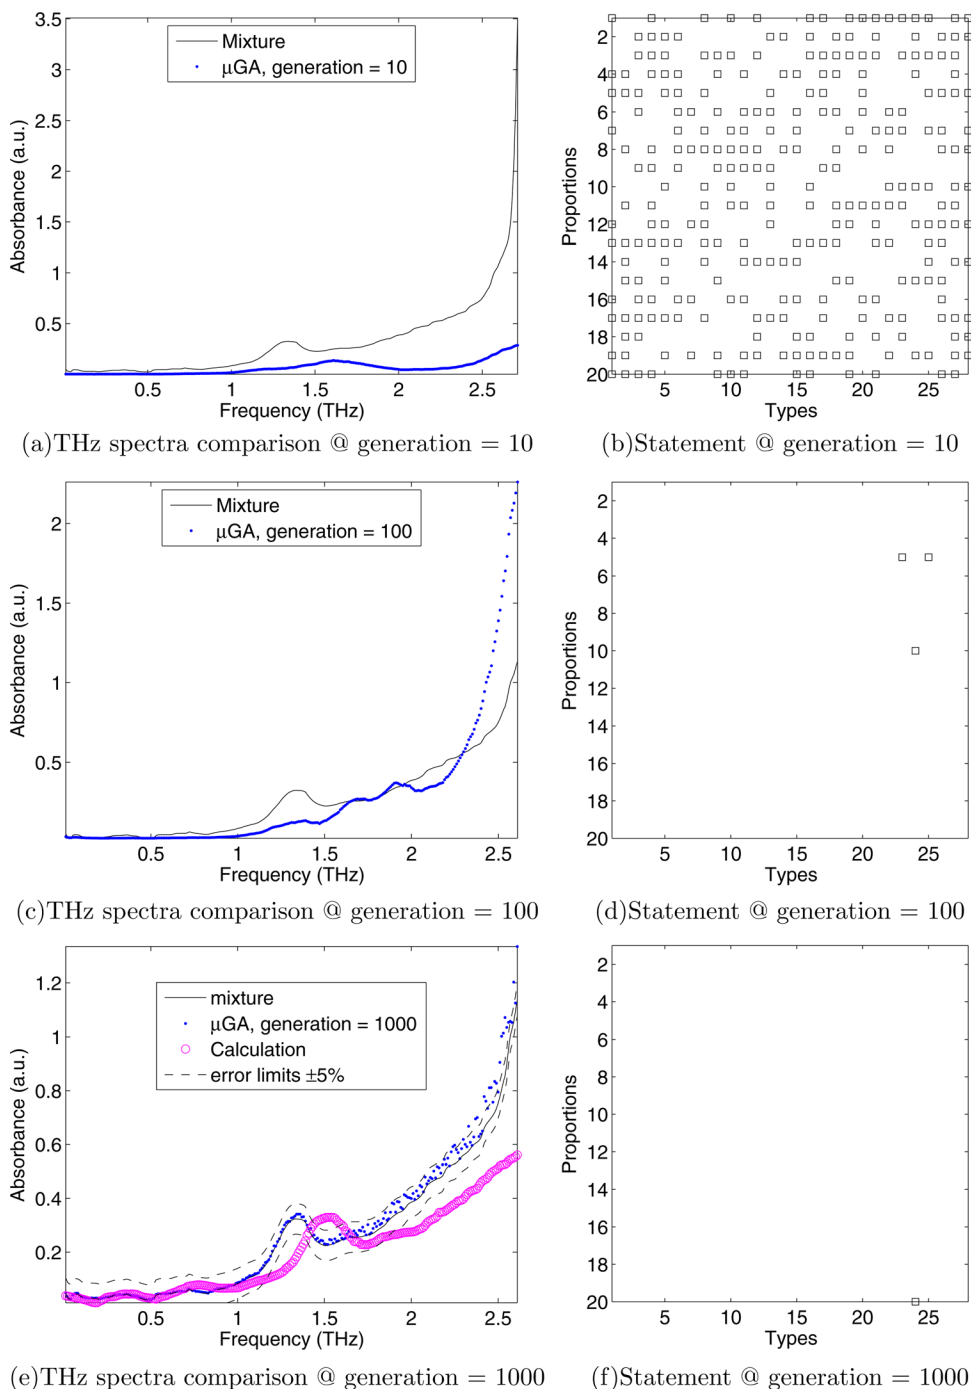 3.5
3
2.5
2
1.5
1
0.5
Absorbance (a.u.)
Mixture
μGA, generation = 10
0.5 1 1.5 2 2.5
Frequency (THz)
(a)THz spectra comparison @ generation = 10
2
4
6
8
10
12
14
16
18
20
Proportions
5 10 15 20 25
Types
(b)Statement @ generation = 10
2
1.5
1
0.5
Absorbance (a.u.)
Mixture
μGA, generation = 100
0.5 1 1.5 2 2.5
Frequency (THz)
(c)THz spectra comparison @ generation = 100
2
4
6
8
10
12
14
16
18
20
Proportions
5 10 15 20 25
Types
(d)Statement @ generation = 100
1.2
1
0.8
0.6
0.4
0.2
Absorbance (a.u.)
mixture
μGA, generation = 1000
Calculation
error limits ±5%
0.5 1 1.5 2 2.5
Frequency (THz)
(e)THz spectra comparison @ generation = 1000
2
4
6
8
10
12
14
16
18
20
Proportions
5 10 15 20 25
Types
(f)Statement @ generation = 1000